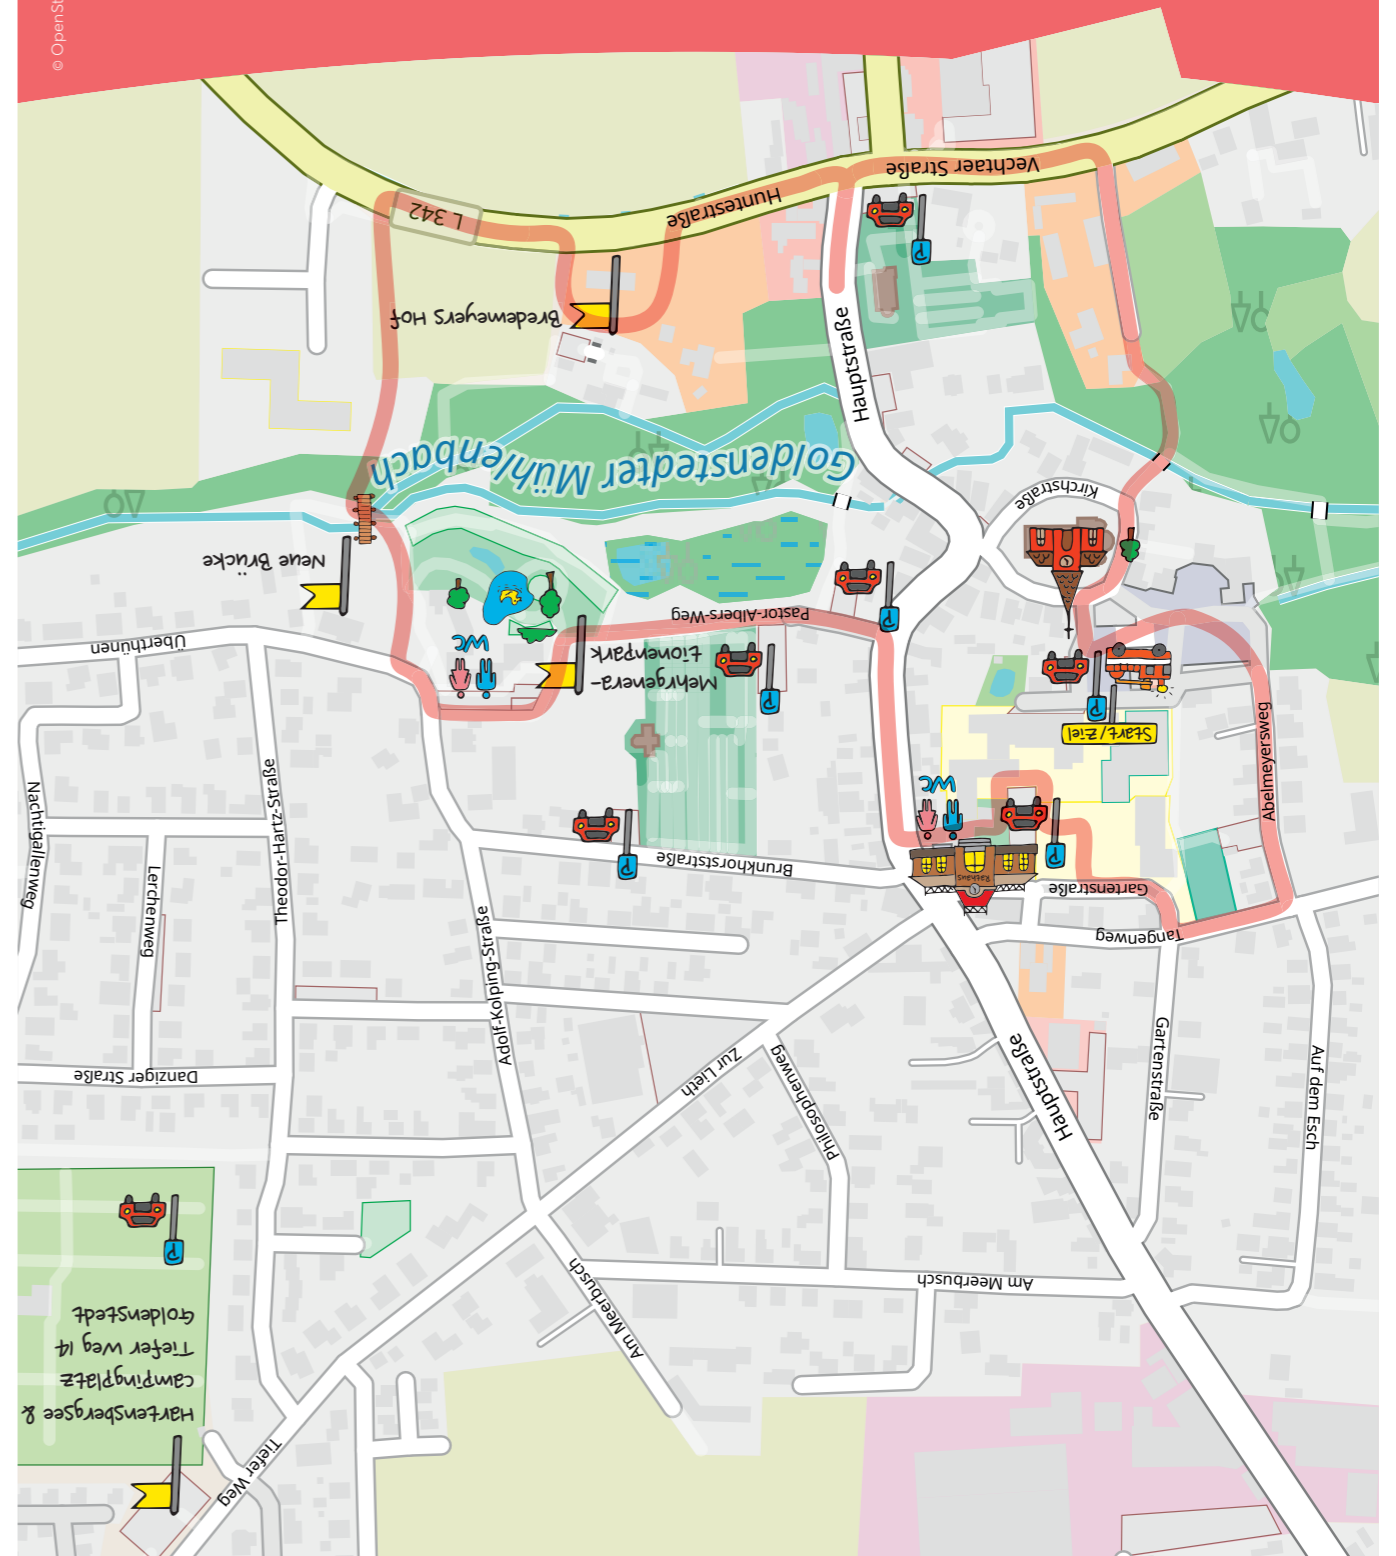 Hartensbergsee &
Campingplatz
Tiefer Weg 14
Goldenstedt
Tiefer Weg
Am Meerbusch
Am Meerbusch
Danziger Straße
Zur Lieth
Philosophenweg
Hauptstraße
Gartenstraße
Auf dem Esch
Lerchenweg
Nachtigallenweg
Theodor-Hartz-Straße
Adolf-Kolping-Straße
Tangenweg
Gartenstraße
Rathaus
Brunkhorststraße
P
P
P
WC
Abelmeyersweg
Start/Ziel
P
P
Mehrgenera-
tionenpark
WC
Überthünen
Pastor-Albers-Weg
P
Neue Brücke
Kirchstraße
Goldenstedter Mühlenbach
Hauptstraße
Bredemeyers Hof
P
L 342
Huntestraße
Vechtaer Straße
© OpenSt